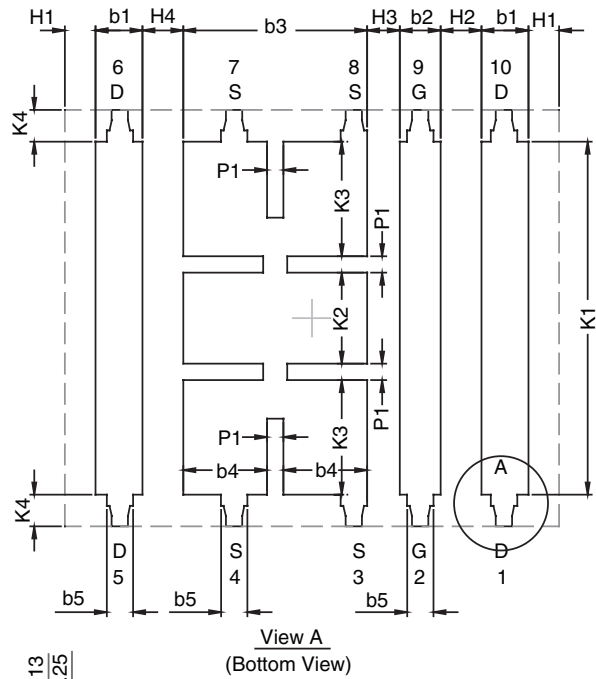 H1 b1 H4 b3 H3 b2 H2 b1 H1
6 7 8 9 10
D S S G D
K4
P1 K3 P1
K2 K1
P1 K3 P1
b4 b4 A
K4
D S S G D
5 4 3 2 1
b5 b5 b5
View A
(Bottom View)
13
.25